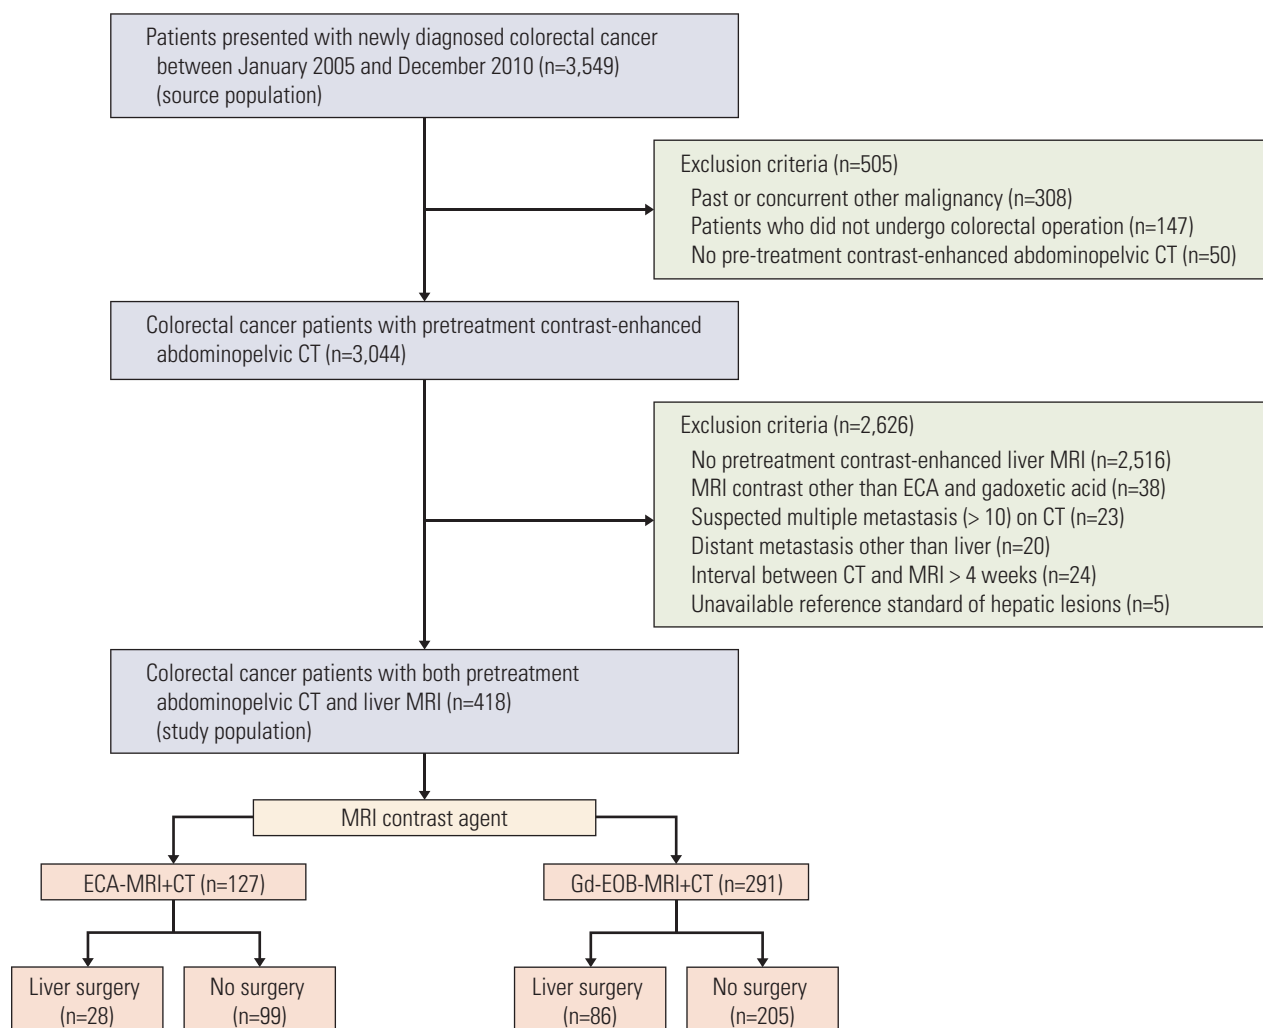 Patients presented with newly diagnosed colorectal cancer
between January 2005 and December 2010 (n=3,549)
(source population)
Exclusion criteria (n=505)
Past or concurrent other malignancy (n=308)
Patients who did not undergo colorectal operation (n=147)
No pre-treatment contrast-enhanced abdominopelvic CT (n=50)
Colorectal cancer patients with pretreatment contrast-enhanced
abdominopelvic CT (n=3,044)
Exclusion criteria (n=2,626)
No pretreatment contrast-enhanced liver MRI (n=2,516)
MRI contrast other than ECA and gadoxetic acid (n=38)
Suspected multiple metastasis (> 10) on CT (n=23)
Distant metastasis other than liver (n=20)
Interval between CT and MRI > 4 weeks (n=24)
Unavailable reference standard of hepatic lesions (n=5)
Colorectal cancer patients with both pretreatment
abdominopelvic CT and liver MRI (n=418)
(study population)
MRI contrast agent
ECA-MRI+CT (n=127)
Gd-EOB-MRI+CT (n=291)
Liver surgery
(n=28)
No surgery
(n=99)
Liver surgery
(n=86)
No surgery
(n=205)